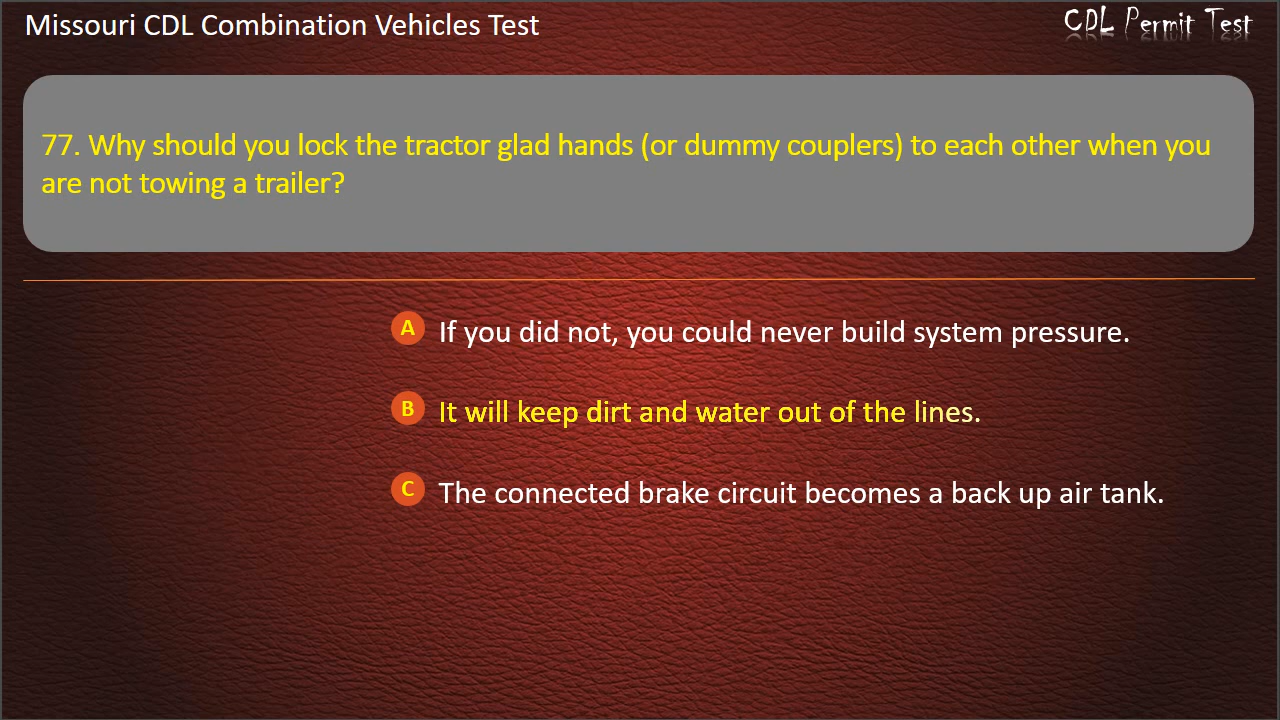 Missouri CDL Combination Vehicles Test
CDL Permit Test
77. Why should you lock the tractor glad hands (or dummy couplers) to each other when you
are not towing a trailer?
A If you did not, you could never build system pressure.
B It will keep dirt and water out of the lines.
C The connected brake circuit becomes a back up air tank.